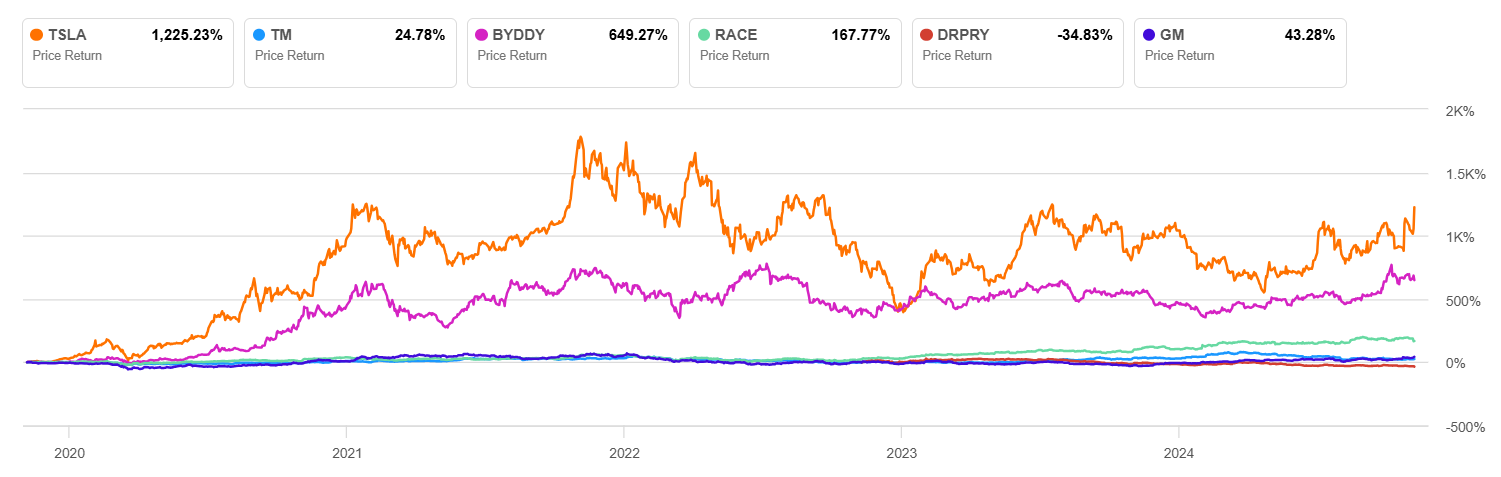 TSLA 1,225.23%
Price Return
TM 24.78%
Price Return
BYDDY 649.27%
Price Return
RACE 167.77%
Price Return
DRPRY -34.83%
Price Return
GM 43.28%
Price Return
2K%
1.5K%
1K%
500%
0%
-500%
2020 2021 2022 2023 2024